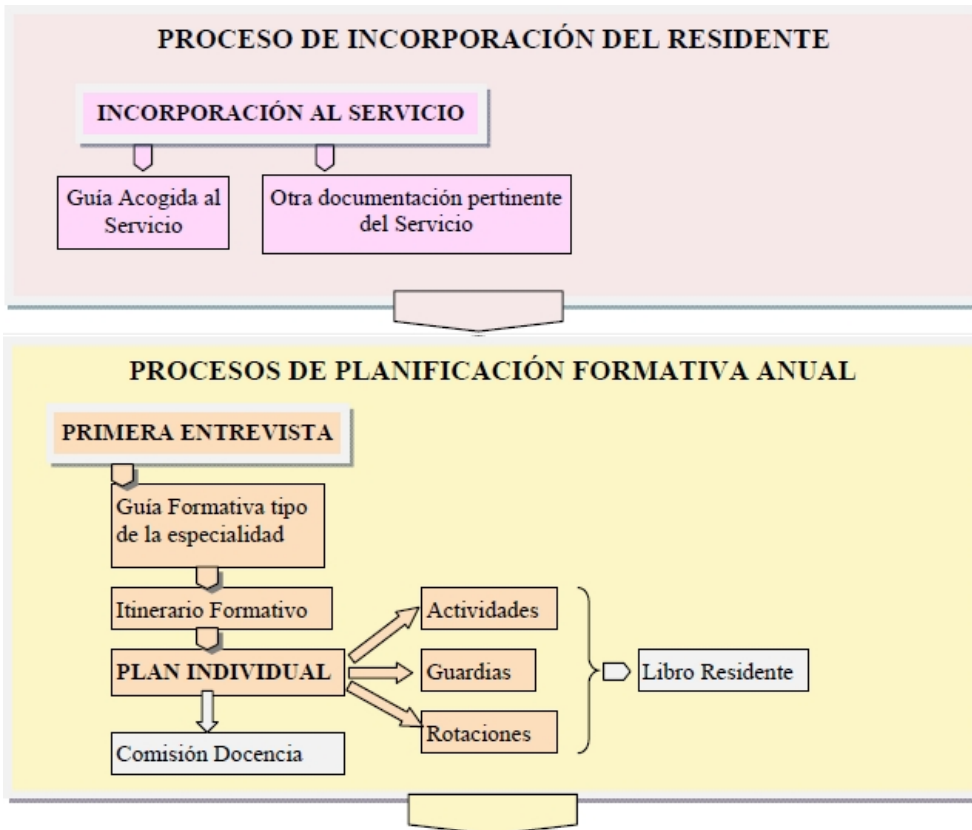 PROCESO DE INCORPORACIÓN DEL RESIDENTE
INCORPORACIÓN AL SERVICIO
Guía Acogida al
Servicio
Otra documentación pertinente
del Servicio
PROCESOS DE PLANIFICACIÓN FORMATIVA ANUAL
PRIMERA ENTREVISTA
Guía Formativa tipo
de la especialidad
Itinerario Formativo
PLAN INDIVIDUAL
Comisión Docencia
Actividades
Guardias
Rotaciones
Libro Residente